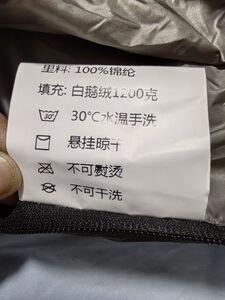 里料: 100%锦纶
填充: 白鹅绒1200克
30℃水温手洗
悬挂晾干
不可熨烫
不可干洗